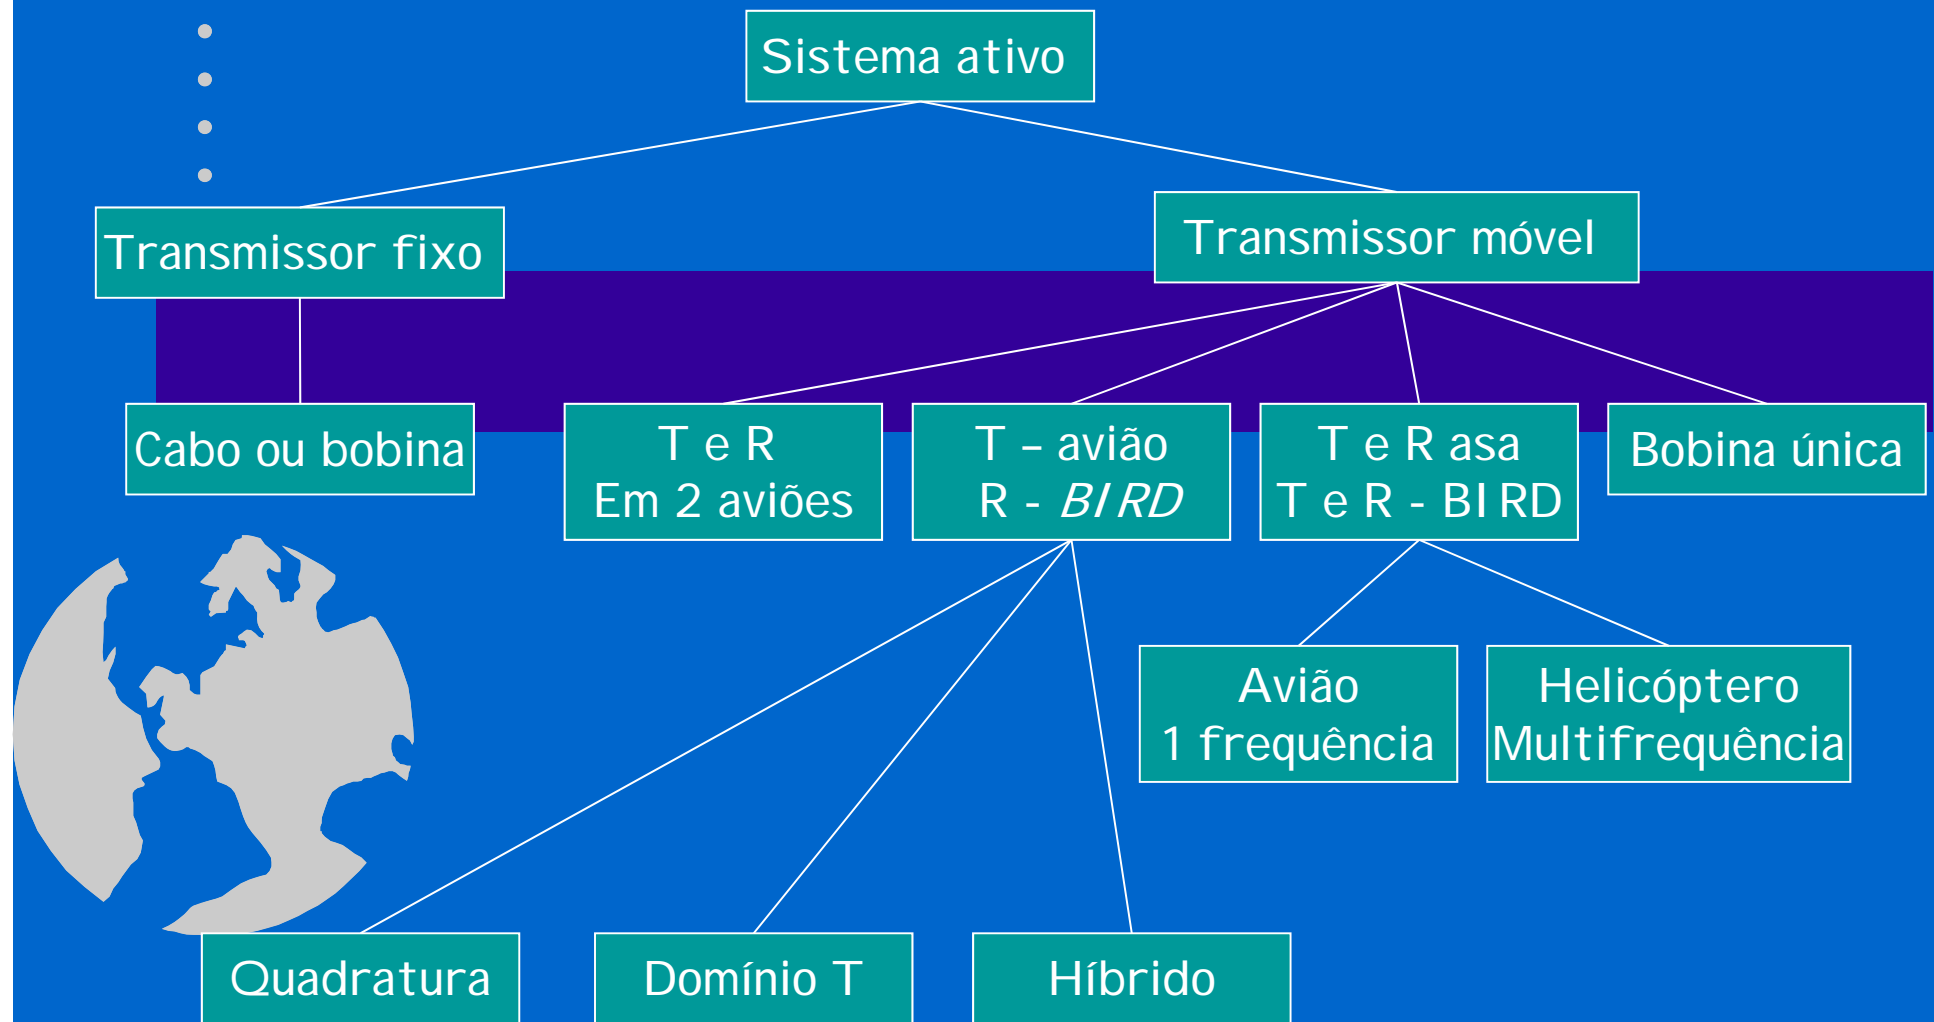 Sistema ativo
Transmissor fixo
Transmissor móvel
Cabo ou bobina
T e R
Em 2 aviões
T – avião
R - BIRD
T e R asa
T e R - BIRD
Bobina única
Avião
1 frequência
Helicóptero
Multifrequência
Quadratura
Domínio T
Híbrido